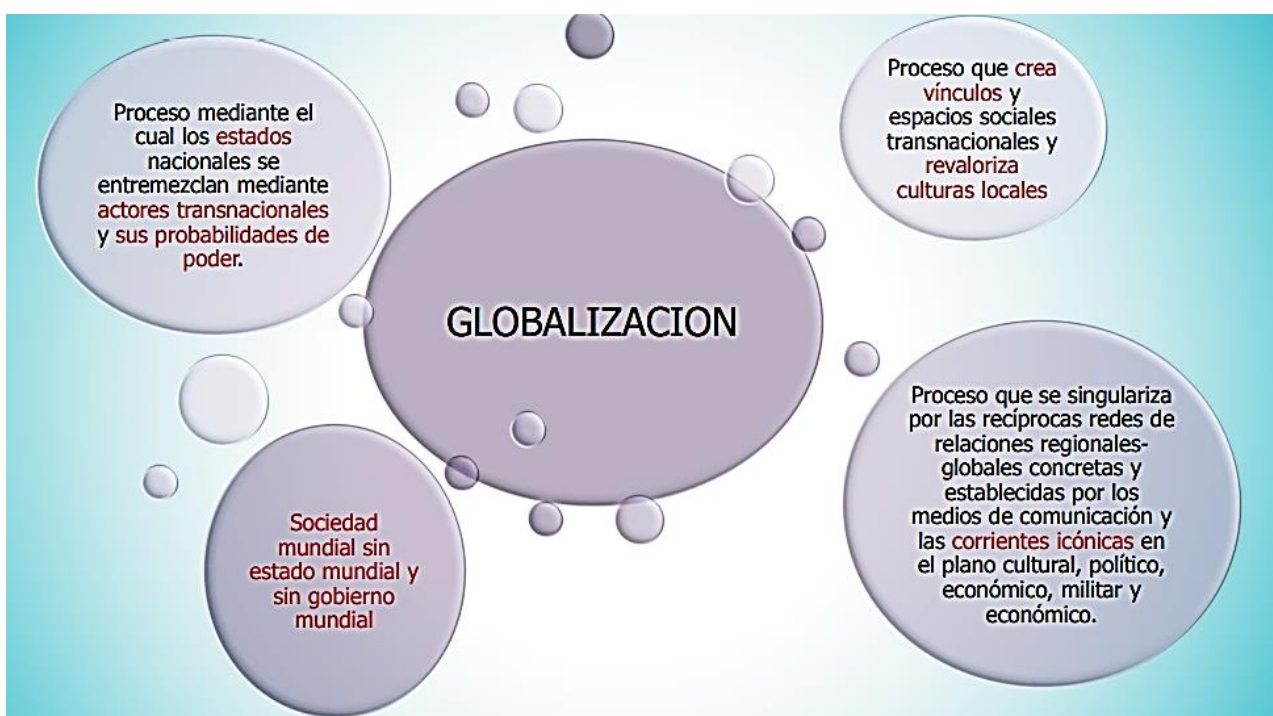 Proceso mediante el
cual los estados
nacionales se
entremezclan mediante
actores transnacionales
y sus probabilidades de
poder.
Proceso que crea
vínculos y
espacios sociales
transnacionales y
revaloriza
culturas locales
GLOBALIZACION
Sociedad
mundial sin
estado mundial y
sin gobierno
mundial
Proceso que se singulariza
por las recíprocas redes de
relaciones regionales-
globales concretas y
establecidas por los
medios de comunicación y
las corrientes icónicas en
el plano cultural, político,
económico, militar y
económico.